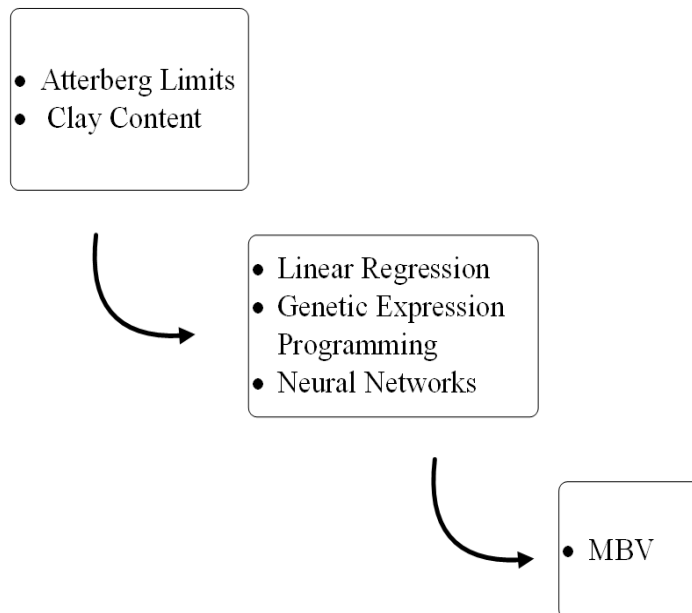 • Atterberg Limits
• Clay Content
• Linear Regression
• Genetic Expression
Programming
• Neural Networks
• MBV